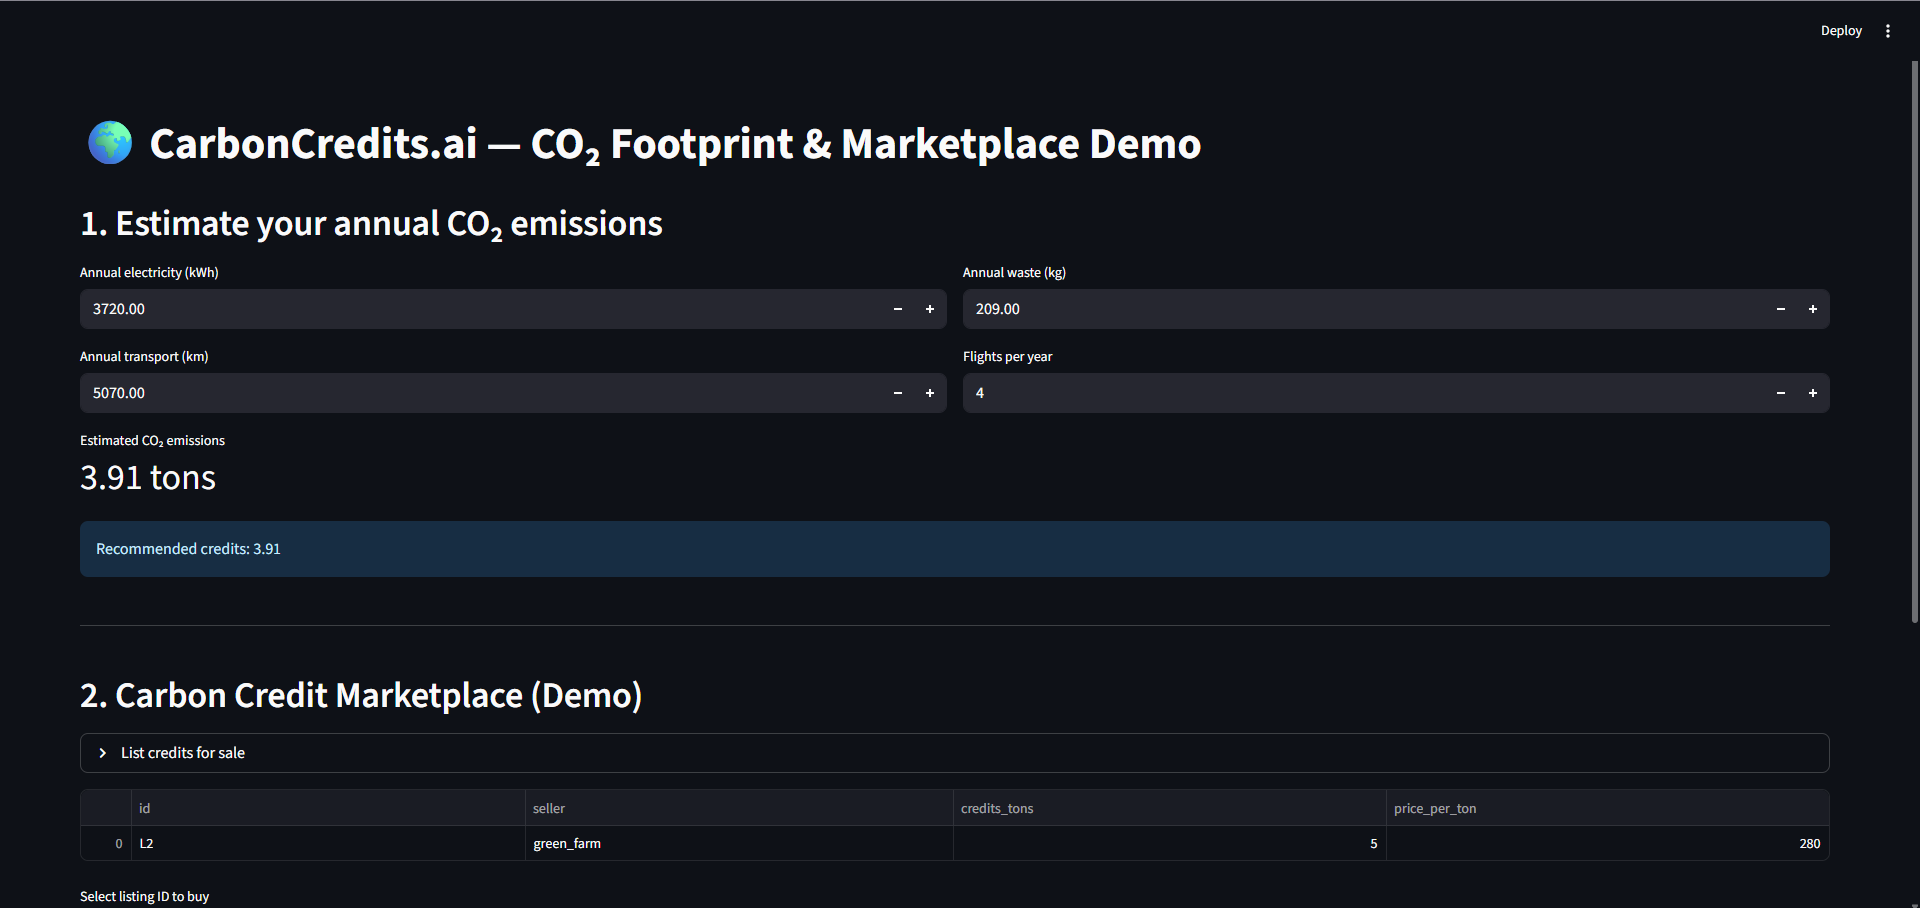 Deploy
CarbonCredits.ai — CO₂ Footprint & Marketplace Demo
1. Estimate your annual CO₂ emissions
Annual electricity (kWh)
Annual waste (kg)
3720.00
209.00
Annual transport (km)
Flights per year
5070.00
4
Estimated CO₂ emissions
3.91 tons
Recommended credits: 3.91
2. Carbon Credit Marketplace (Demo)
List credits for sale
id seller credits_tons price_per_ton
0 L2 green_farm 5 280
Select listing ID to buy